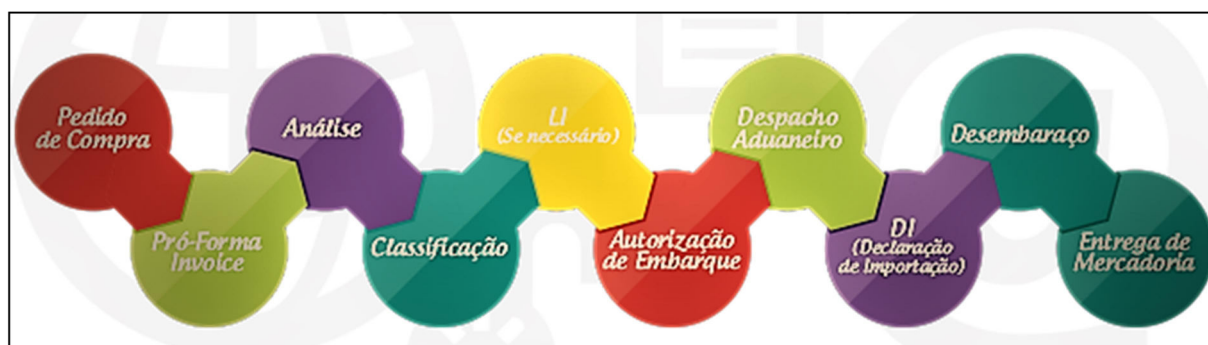 Pedido
de Compra
Pró-Forma
Invoice
Análise
Classificação
LI
(Se necessário)
Autorização
de Embarque
Despacho
Aduaneiro
DI
(Declaração
de Importação)
Desembaraço
Entrega de
Mercadoria